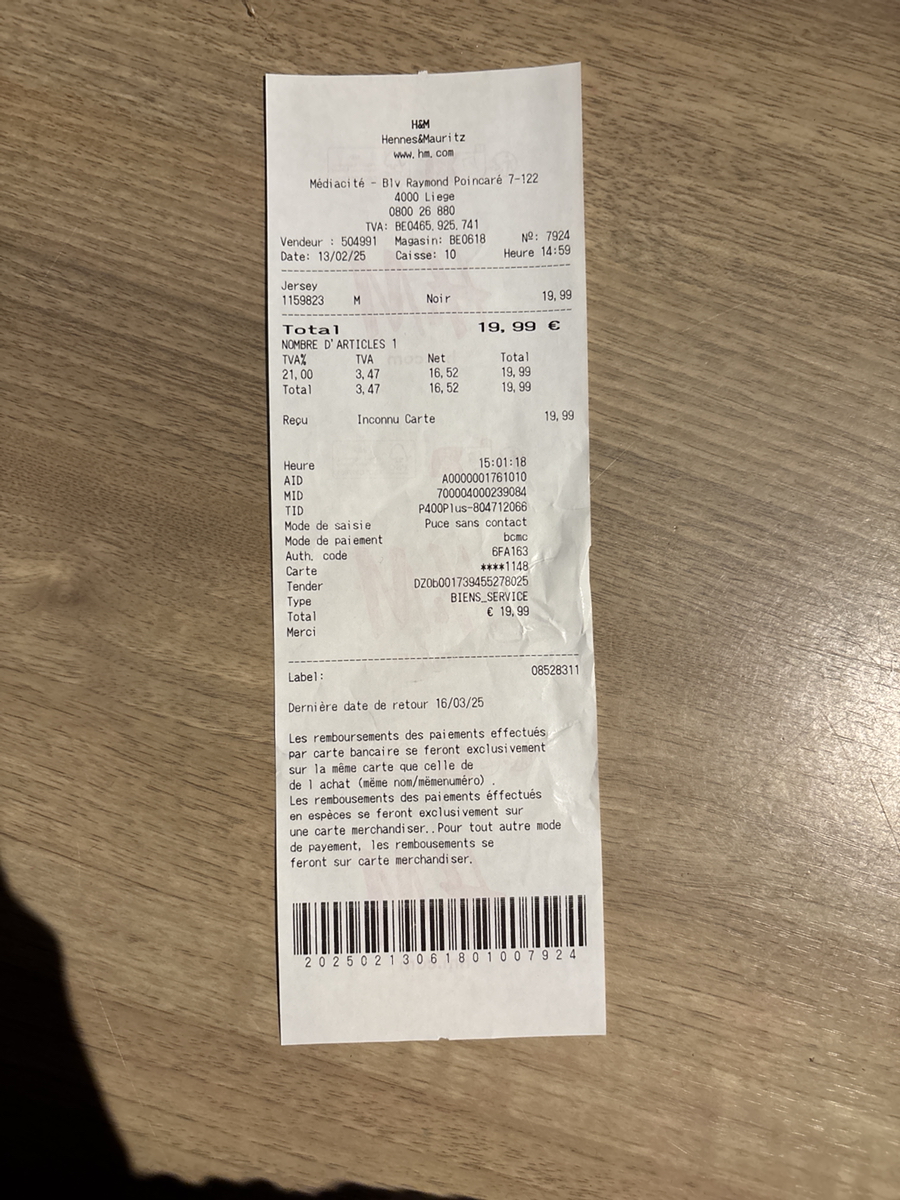 H&M
Hennes&Mauritz
www.hm.com
Médiacité - Blv Raymond Poincaré 7-122
4000 Liege
0800 26 880
TVA: BE0465.925.741
Vendeur : 504991 Magasin: BE0618 Nº: 7924
Date: 13/02/25 Caisse: 10 Heure 14:59
Jersey
1159823 M Noir 19,99
Total 19,99 €
NOMBRE D'ARTICLES 1
TVA% TVA Net Total
21,00 3,47 16,52 19,99
Total 3,47 16,52 19,99
Reçu Inconnu Carte 19,99
Heure 15:01:18
AID A0000001761010
MID 700004000239084
TID P400Plus-804712066
Mode de saisie Puce sans contact
Mode de paiement bcmc
Auth. code 6FA163
Carte ****1148
Tender DZ0b001739455278025
Type BIENS_SERVICE
Total € 19,99
Merci
Label: 08528311
Dernière date de retour 16/03/25
Les remboursements des paiements effectués
par carte bancaire se feront exclusivement
sur la même carte que celle de
de l achat (même nom/mêmenuméro) .
Les rembousements des paiements éffectués
en espèces se feront exclusivement sur
une carte merchandiser..Pour tout autre mode
de payement, les rembousements se
feront sur carte merchandiser.
20250213061801007924